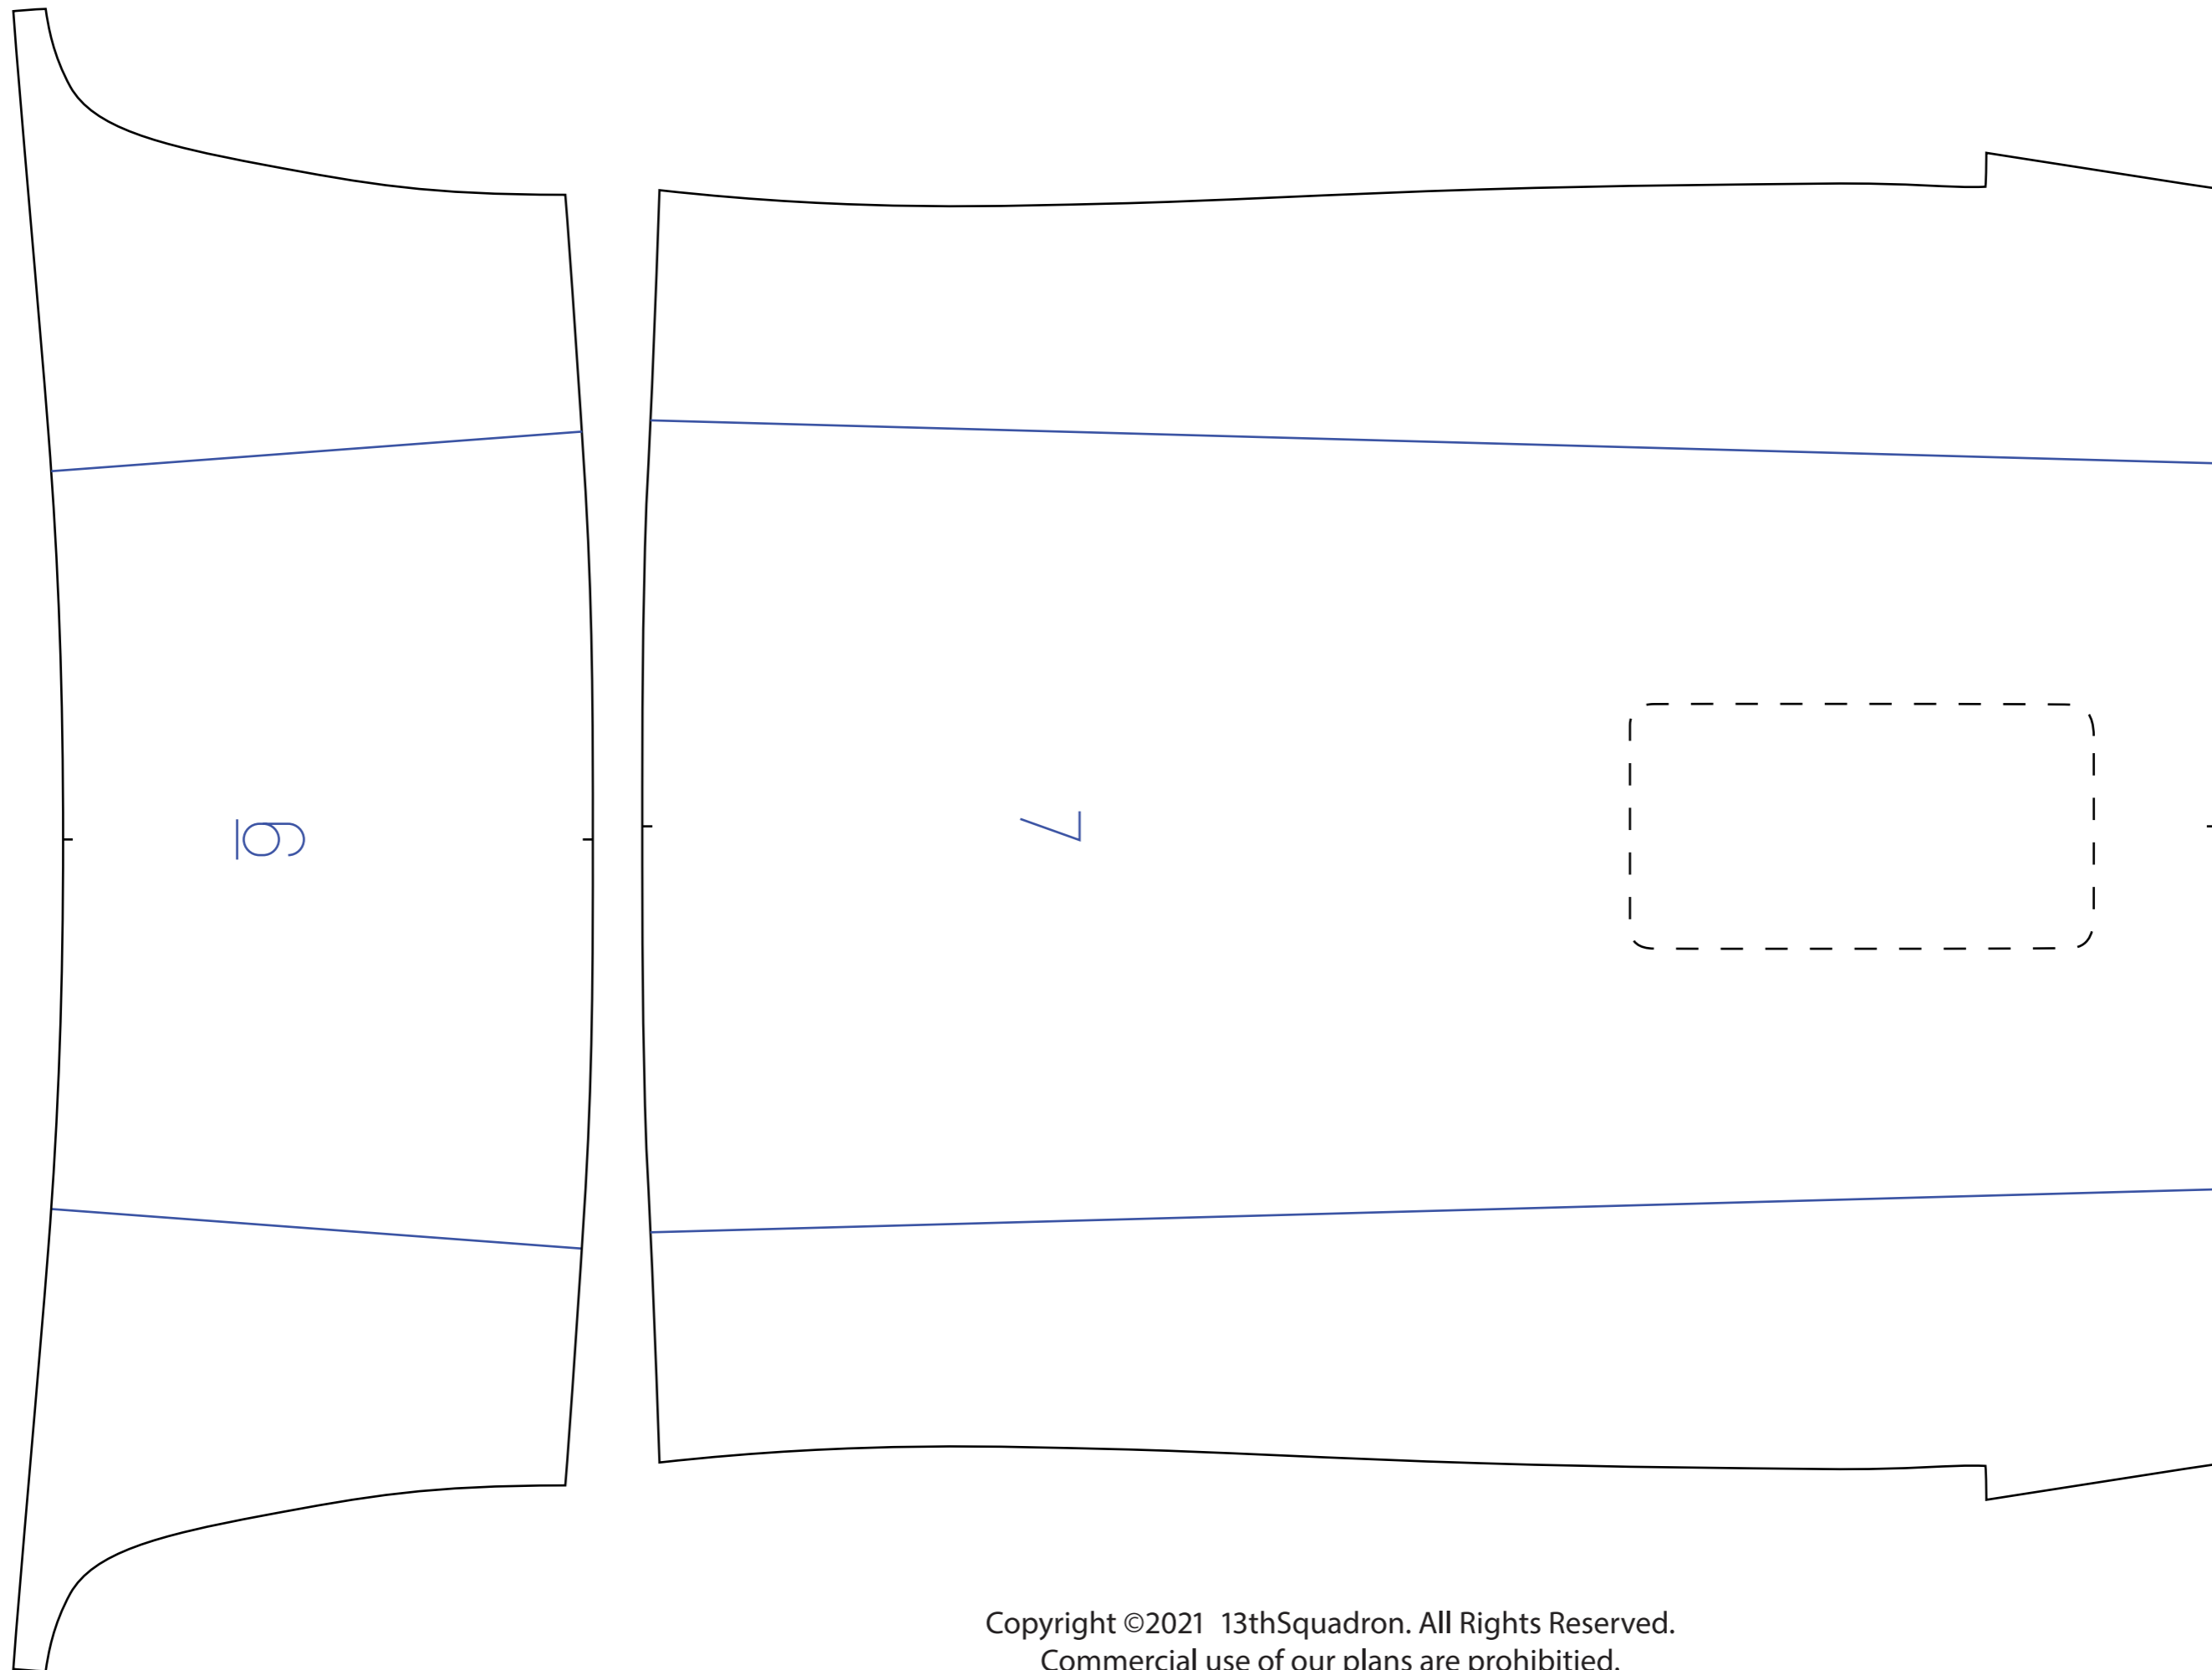 6
7
Copyright ©2021 13thSquadron. All Rights Reserved.
Commercial use of our plans are prohibitied.